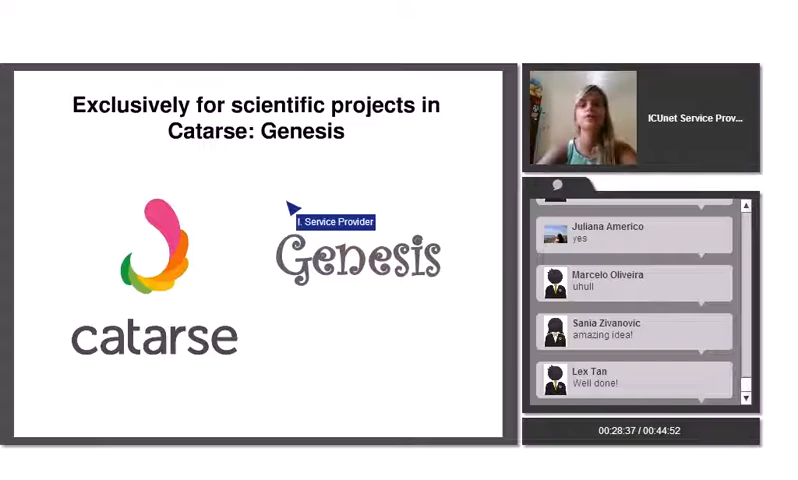 Exclusively for scientific projects in
Catarse: Genesis
I. Service Provider
Genesis
catarse
ICUnet Service Prov...
Juliana Americo
yes
Marcelo Oliveira
uhull
Sania Zivanovic
amazing idea!
Lex Tan
Well done!
00:28:37 / 00:44:52